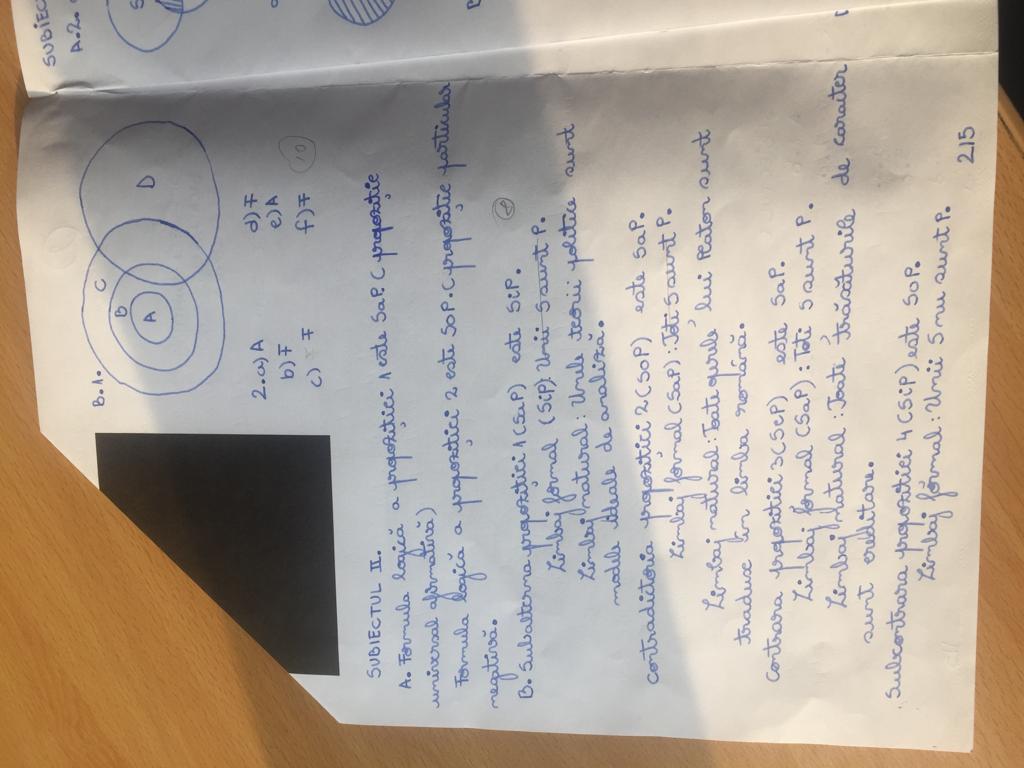 SUBIECTUL
A.2.
S
B.1.
A
B
C
D
2.a) A
b) F
c) F
d) F
e) A
f) F
10
SUBIECTUL II.
A. Formula logică a propoziției 1 este SaP. (propoziție
universal afirmativă)
Formula logică a propoziției 2 este SoP. (propoziție particulă
negativă.
B. Subalterna propoziției 1 (SaP) este SiP.
Limbaj formal (SiP): Unii S sunt P.
Limbaj natural: Unele teorii politice sunt
modele ideale de analiză.
Contradictoria propoziției 2 (SoP) este SaP.
Limbaj formal (SaP): Toti S sunt P.
Limbaj natural: Toate operele lui Platon sunt
traduse în limba română.
Contrara propoziției 3 (SeP) este SaP.
Limbaj formal (SaP): Toti S sunt P.
Limbaj natural: Toate trăsăturile de caracter
sunt ereditare.
Subcontrara propoziției 4 (SiP) este SoP.
Limbaj formal: Unii S nu sunt P.
215